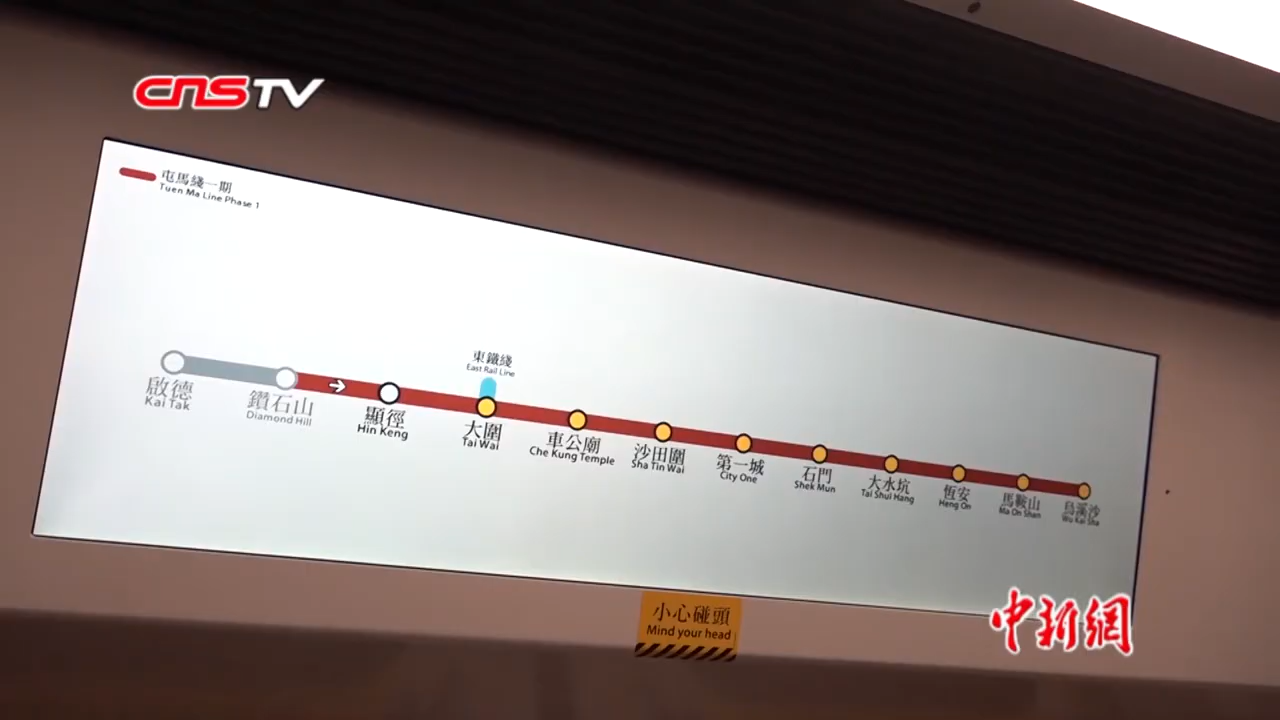 CNSTV
屯馬綫一期
Tuen Ma Line Phase 1
東鐵綫
East Rail Line
啟德
Kai Tak
鑽石山
Diamond Hill
顯徑
Hin Keng
大圍
Tai Wai
車公廟
Che Kung Temple
沙田圍
Sha Tin Wai
第一城
City One
石門
Shek Mun
大水坑
Tai Shui Hang
恆安
Heng On
馬鞍山
Ma On Shan
烏溪沙
Wu Kai Sha
小心碰頭
Mind your head
中新網